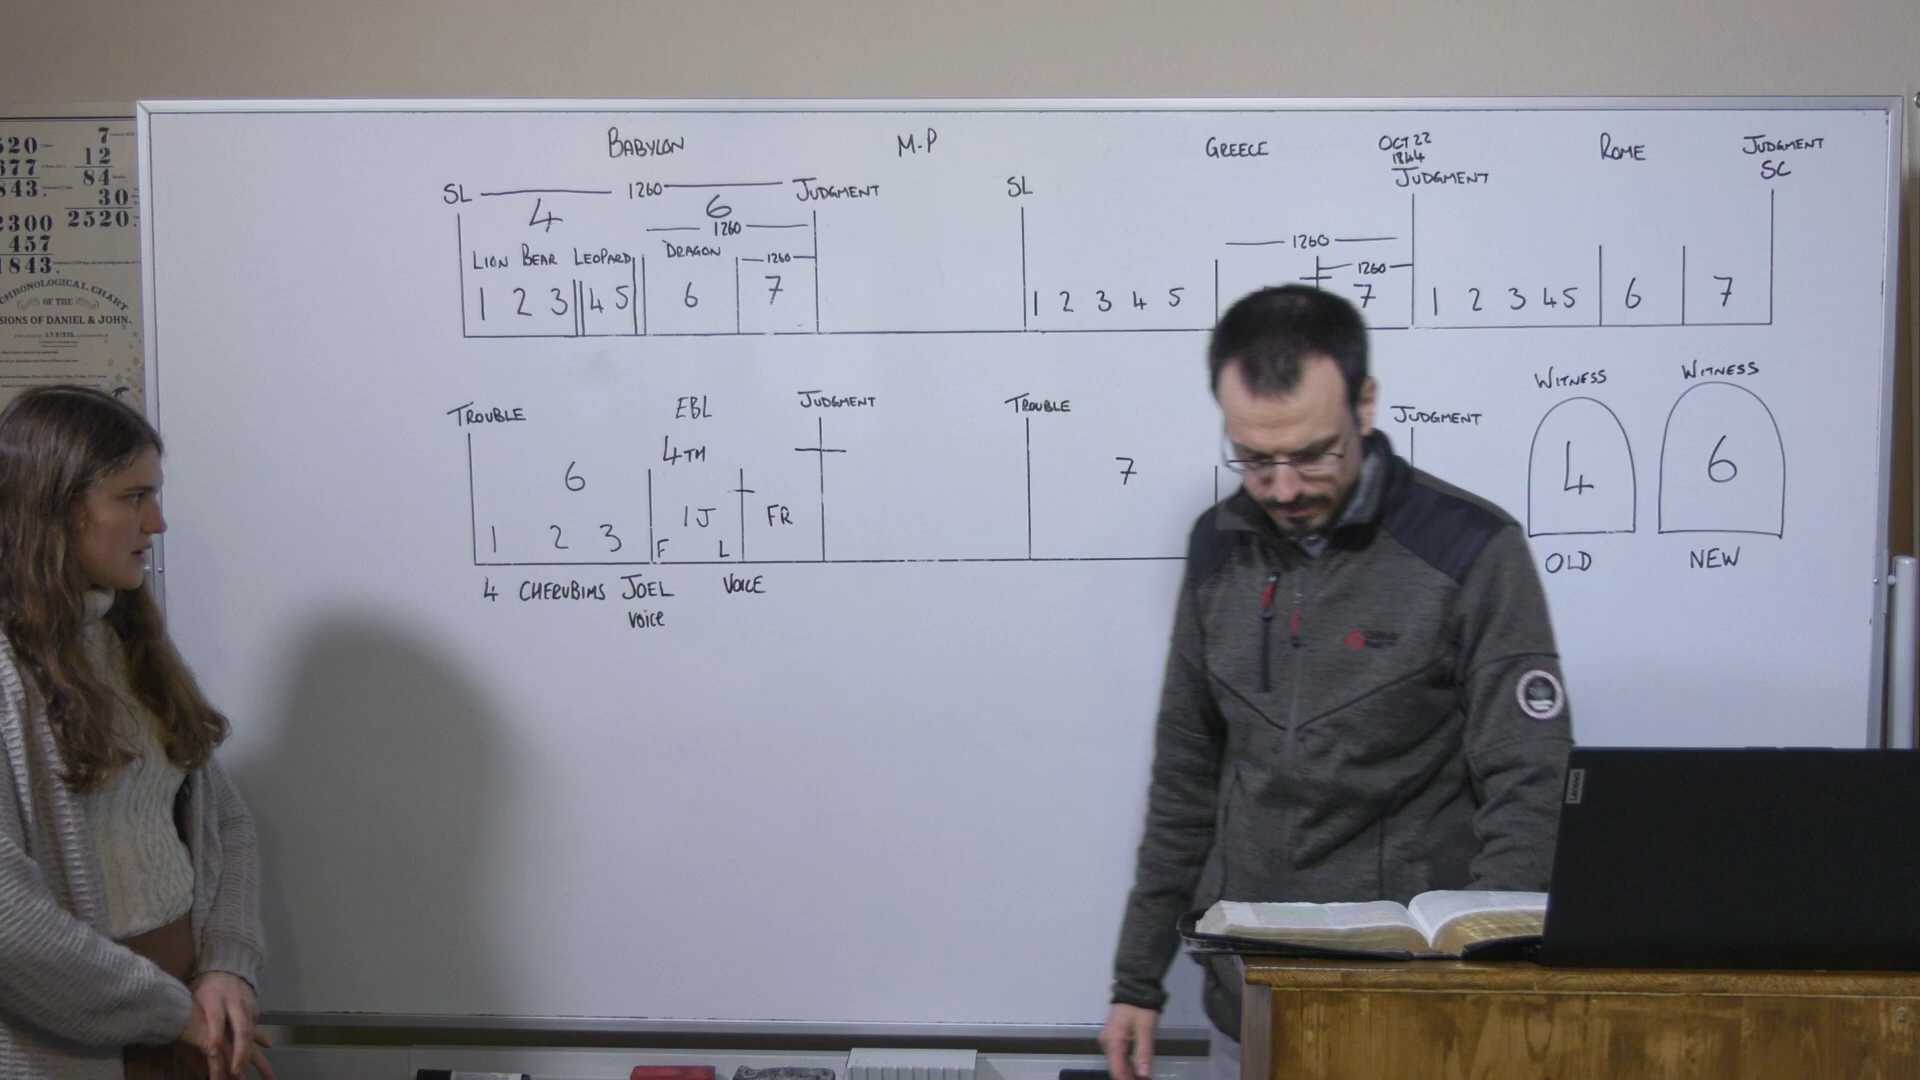 BABYLON M-P GREECE OCT 22 1844 ROME JUDGMENT SC
SL 1260 JUDGMENT SL JUDGMENT
4 6
1260 1260
LION BEAR LEOPARD DRAGON 1260 1260
1 2 3 4 5 6 7 1 2 3 4 5 7 1 2 3 4 5 6 7
TROUBLE EBL JUDGMENT TROUBLE JUDGMENT WITNESS WITNESS
4TH
6 7 4 6
1 2 3 F 1J L FR
OLD NEW
4 CHERUBIMS JOEL VOICE
VOICE
7
12
677 84
843. 30
2300 2520.
457
1843.
CHRONOLOGICAL CHART
OF THE
SIONS OF DANIEL & JOHN.
Lenovo